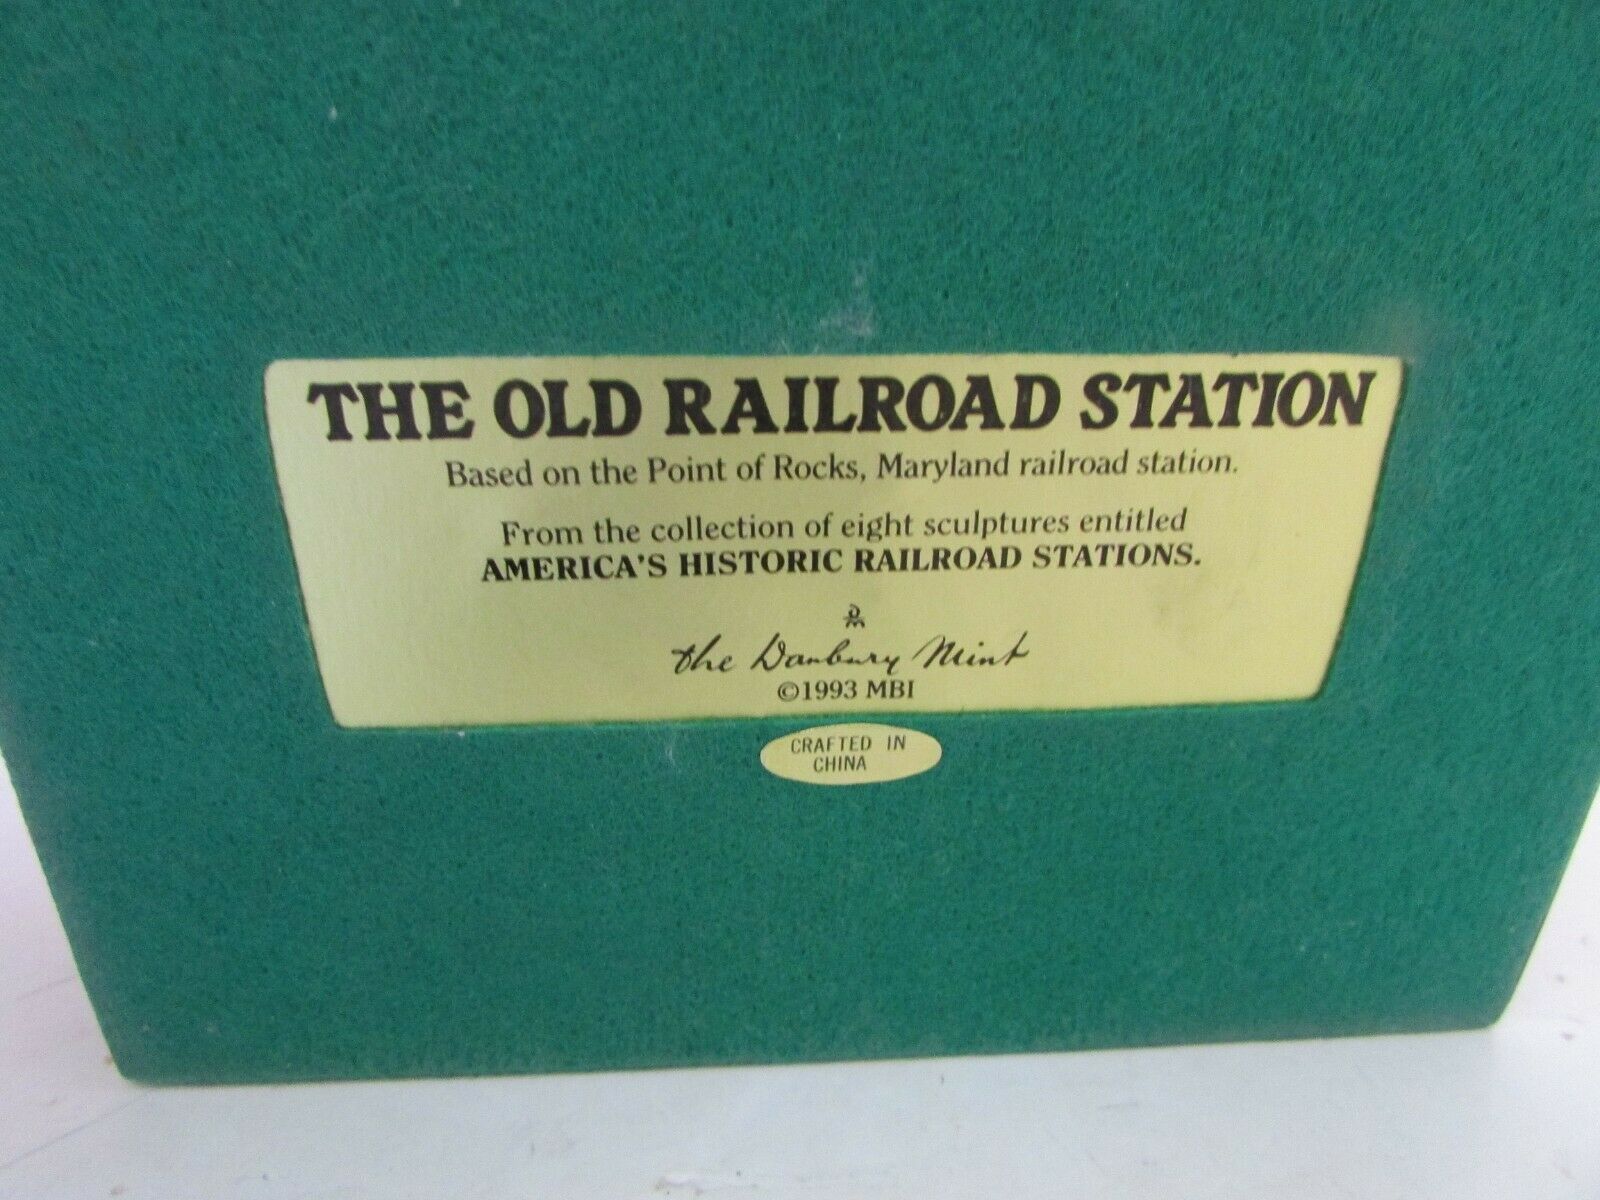 THE OLD RAILROAD STATION
Based on the Point of Rocks, Maryland railroad station.
From the collection of eight sculptures entitled
AMERICA'S HISTORIC RAILROAD STATIONS.
DM
the Danbury Mint
©1993 MBI
CRAFTED IN
CHINA